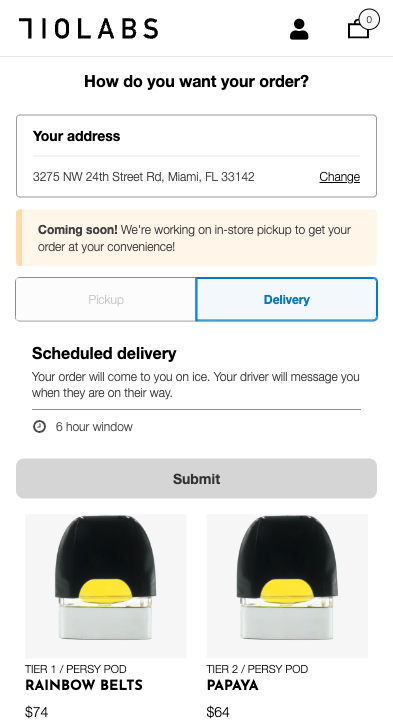 710LABS
0
How do you want your order?
Your address
3275 NW 24th Street Rd, Miami, FL 33142
Change
Coming soon! We're working on in-store pickup to get your
order at your convenience!
Pickup
Delivery
Scheduled delivery
Your order will come to you on ice. Your driver will message you
when they are on their way.
6 hour window
Submit
TIER 1 / PERSY POD
RAINBOW BELTS
$74
TIER 2 / PERSY POD
PAPAYA
$64